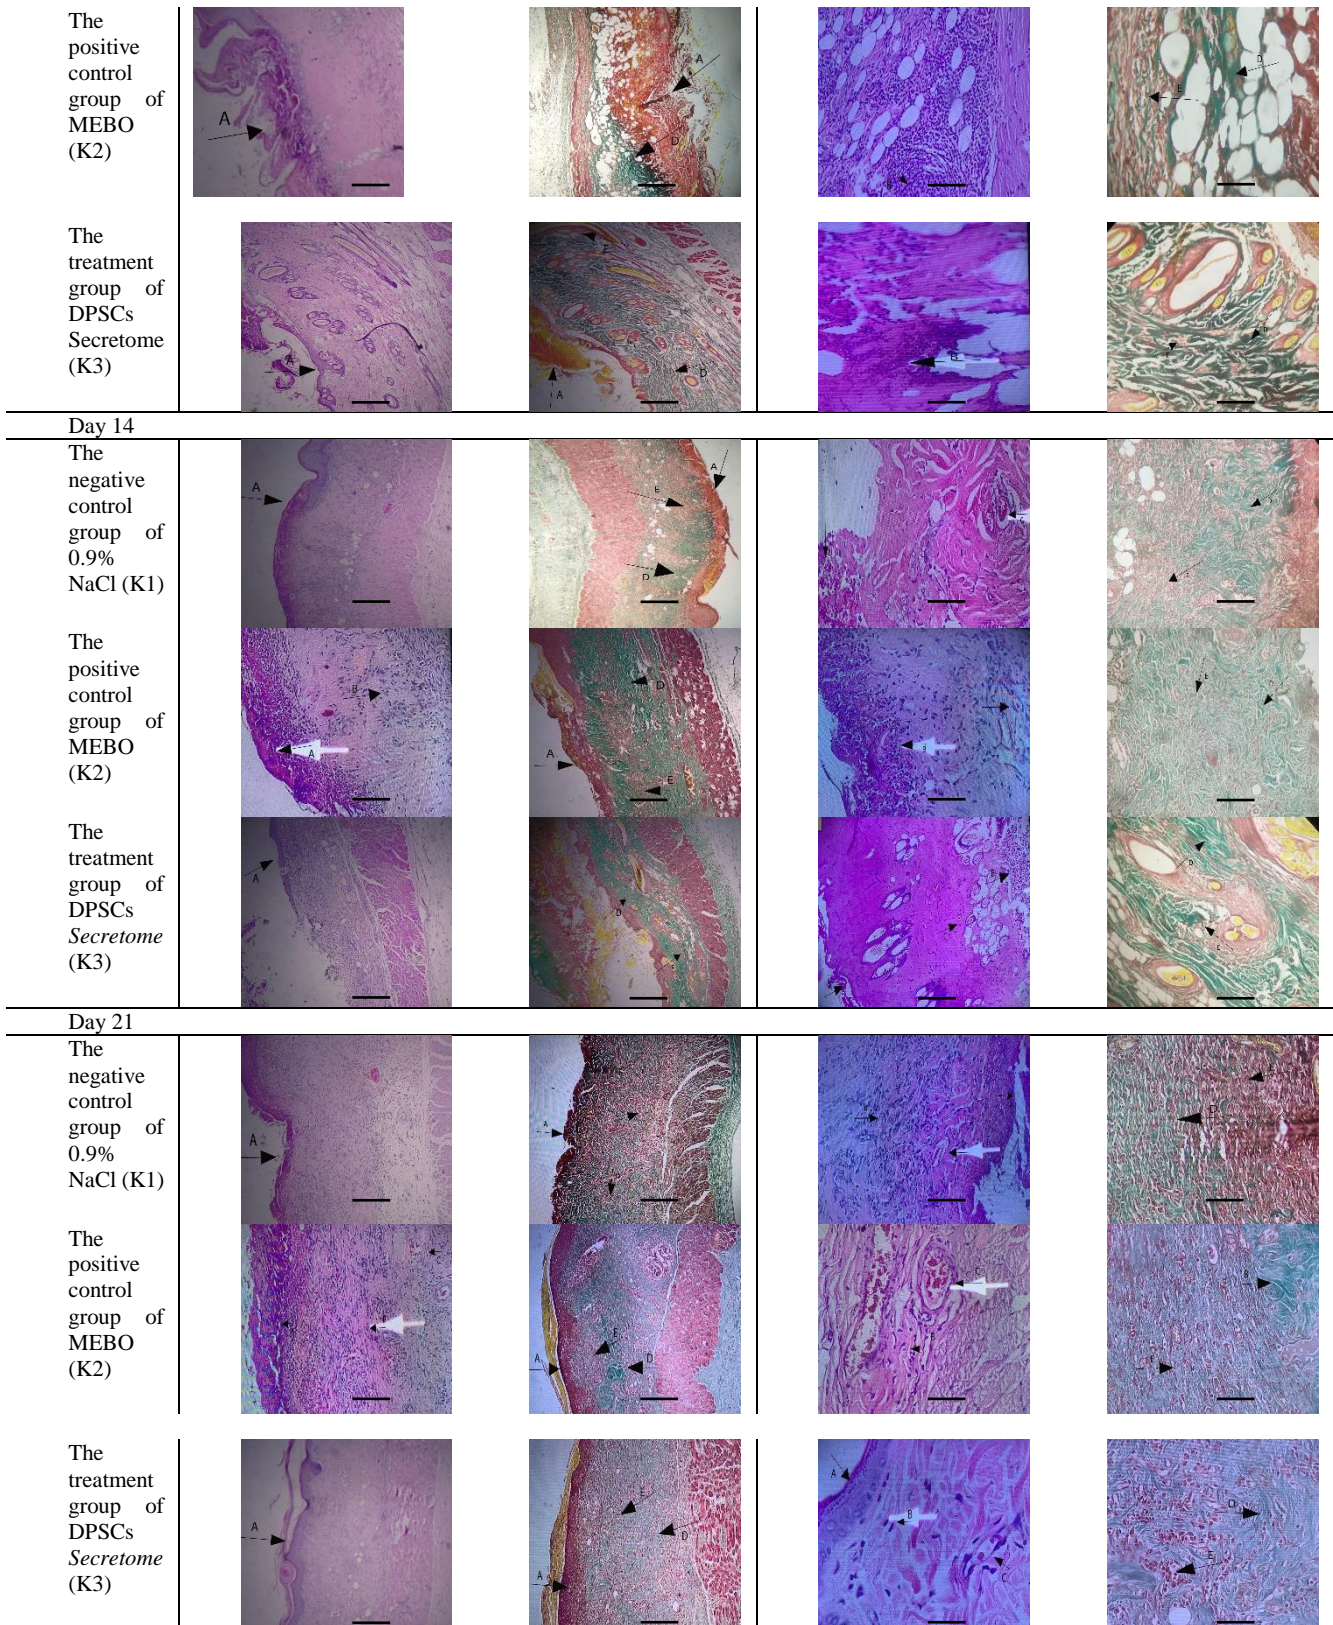 The
positive
control
group of
MEBO
(K2)
A
A
D
B
D
E
The
treatment
group of
DPSCs
Secretome
(K3)
A
A
D
B
D
Day 14
The
negative
control
group of
0.9%
NaCl (K1)
A
A
E
D
The
positive
control
group of
MEBO
(K2)
B
A
D
A
E
B
E
The
treatment
group of
DPSCs
Secretome
(K3)
A
D
B
D
Day 21
The
negative
control
group of
0.9%
NaCl (K1)
A
A
D
The
positive
control
group of
MEBO
(K2)
E
A
D
C
B
The
treatment
group of
DPSCs
Secretome
(K3)
A
E
D
A
A
B
C
D
E